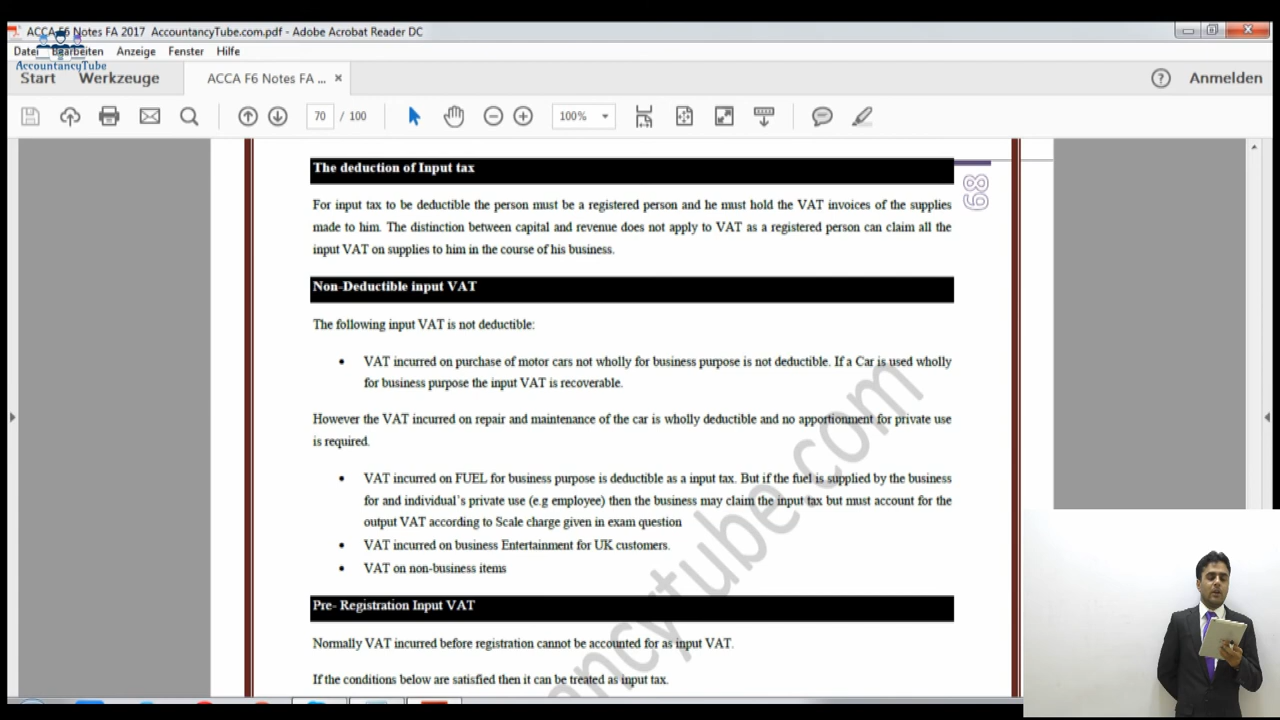 ACCA F6 Notes FA 2017 AccountancyTube.com.pdf - Adobe Acrobat Reader DC
Datei Bearbeiten Anzeige Fenster Hilfe
AccountancyTube
Start Werkzeuge ACCA F6 Notes FA ... × Anmelden
70 / 100 100%
The deduction of Input tax
68
For input tax to be deductible the person must be a registered person and he must hold the VAT invoices of the supplies
made to him. The distinction between capital and revenue does not apply to VAT as a registered person can claim all the
input VAT on supplies to him in the course of his business.
Non-Deductible input VAT
The following input VAT is not deductible:
• VAT incurred on purchase of motor cars not wholly for business purpose is not deductible. If a Car is used wholly
for business purpose the input VAT is recoverable.
However the VAT incurred on repair and maintenance of the car is wholly deductible and no apportionment for private use
is required.
• VAT incurred on FUEL for business purpose is deductible as a input tax. But if the fuel is supplied by the business
for and individual's private use (e.g employee) then the business may claim the input tax but must account for the
output VAT according to Scale charge given in exam question
• VAT incurred on business Entertainment for UK customers.
• VAT on non-business items
Pre- Registration Input VAT
Normally VAT incurred before registration cannot be accounted for as input VAT.
If the conditions below are satisfied then it can be treated as input tax.
ncytube.com